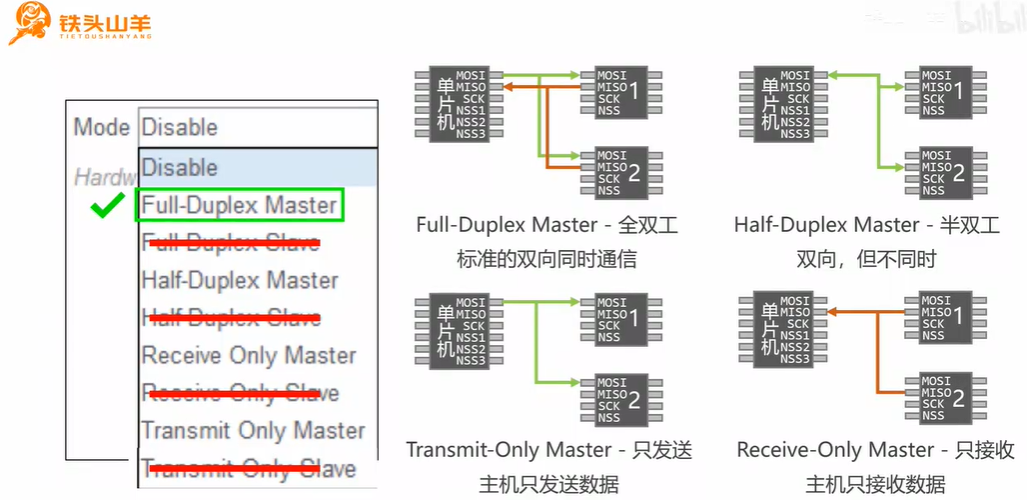 铁头山羊
TIETOUSHANYANG
bilibili
Mode
Disable
Hardw
Disable
Full-Duplex Master
Full-Duplex Slave
Half-Duplex Master
Half-Duplex Slave
Receive Only Master
Receive Only Slave
Transmit Only Master
Transmit Only Slave
单片机
MOSI
MISO
SCK
NSS1
NSS2
NSS3
MOSI
MISO
SCK
NSS
1
MOSI
MISO
SCK
NSS
2
Full-Duplex Master - 全双工
标准的双向同时通信
单片机
MOSI
MISO
SCK
NSS1
NSS2
NSS3
MOSI
MISO
SCK
NSS
1
MOSI
MISO
SCK
NSS
2
Half-Duplex Master - 半双工
双向，但不同时
单片机
MOSI
MISO
SCK
NSS1
NSS2
NSS3
MOSI
MISO
SCK
NSS
1
MOSI
MISO
SCK
NSS
2
Transmit-Only Master - 只发送
主机只发送数据
单片机
MOSI
MISO
SCK
NSS1
NSS2
NSS3
MOSI
MISO
SCK
NSS
1
MOSI
MISO
SCK
NSS
2
Receive-Only Master - 只接收
主机只接收数据